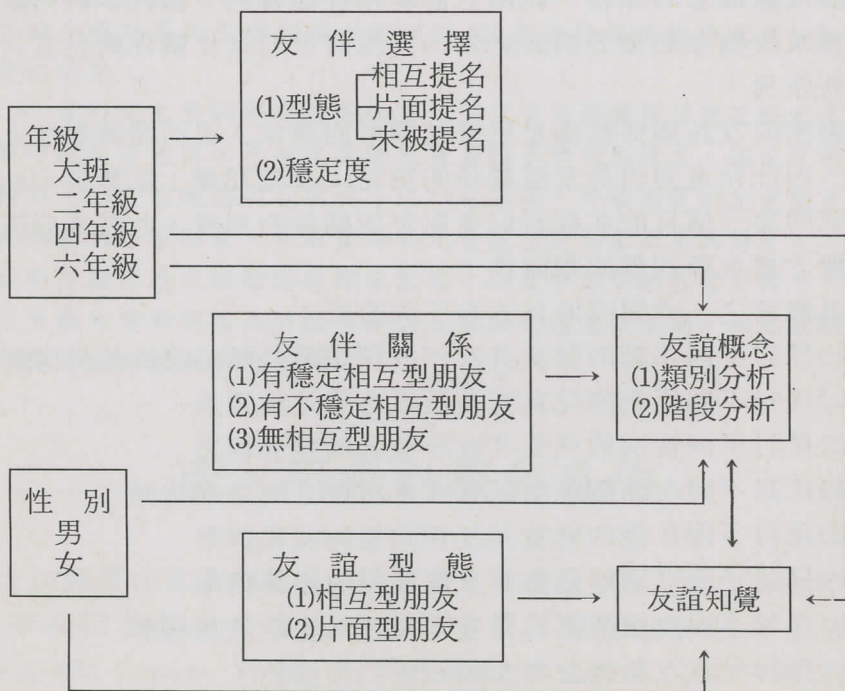 友伴選擇
(1)型態
相互提名
片面提名
未被提名
(2)穩定度
年級
大班
二年級
四年級
六年級
友伴關係
(1)有穩定相互型朋友
(2)有不穩定相互型朋友
(3)無相互型朋友
友誼概念
(1)類別分析
(2)階段分析
性別
男
女
友誼型態
(1)相互型朋友
(2)片面型朋友
友誼知覺